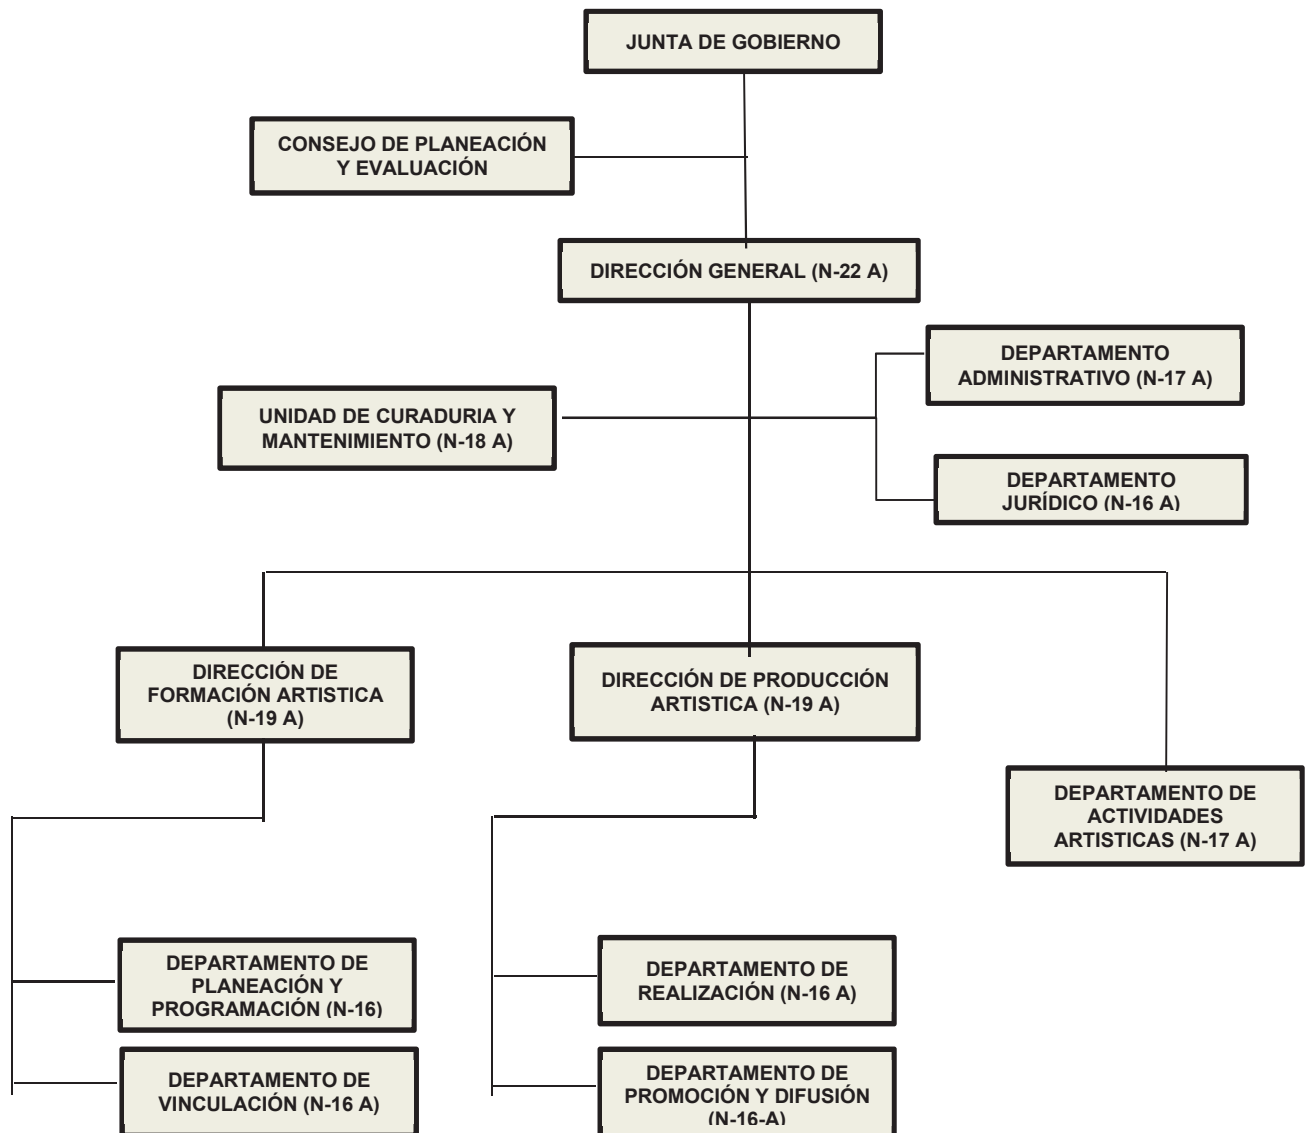 JUNTA DE GOBIERNO
CONSEJO DE PLANEACIÓN
Y EVALUACIÓN
DIRECCIÓN GENERAL (N-22 A)
DEPARTAMENTO
ADMINISTRATIVO (N-17 A)
UNIDAD DE CURADURIA Y
MANTENIMIENTO (N-18 A)
DEPARTAMENTO
JURÍDICO (N-16 A)
DIRECCIÓN DE
FORMACIÓN ARTISTICA
(N-19 A)
DIRECCIÓN DE PRODUCCIÓN
ARTISTICA (N-19 A)
DEPARTAMENTO DE
ACTIVIDADES
ARTISTICAS (N-17 A)
DEPARTAMENTO DE
PLANEACIÓN Y
PROGRAMACIÓN (N-16)
DEPARTAMENTO DE
REALIZACIÓN (N-16 A)
DEPARTAMENTO DE
VINCULACIÓN (N-16 A)
DEPARTAMENTO DE
PROMOCIÓN Y DIFUSIÓN
(N-16-A)